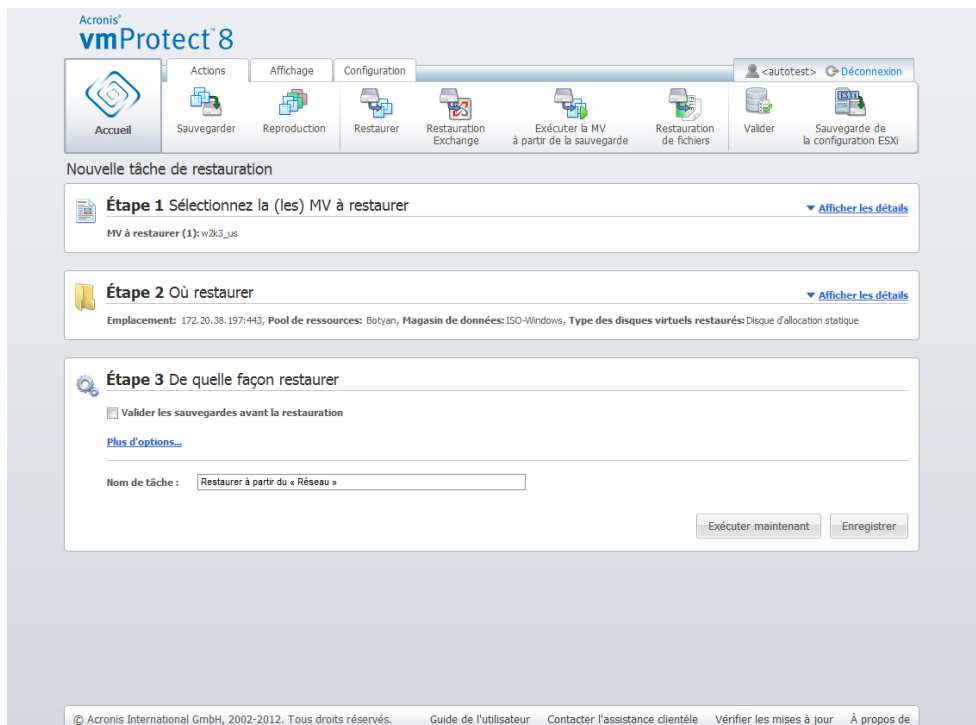 Acronis®
vmProtect™8
Actions Affichage Configuration <autotest> Déconnexion
Accueil
Sauvegarder
Reproduction
Restaurer
Restauration
Exchange
Exécuter la MV
à partir de la sauvegarde
Restauration
de fichiers
Valider
ESXi
Sauvegarde de
la configuration ESXi
Nouvelle tâche de restauration
Étape 1 Sélectionnez la (les) MV à restaurer
Afficher les détails
MV à restaurer (1): w2k3_us
Étape 2 Où restaurer
Afficher les détails
Emplacement: 172.20.38.197:443, Pool de ressources: Botyan, Magasin de données: ISO-Windows, Type des disques virtuels restaurés: Disque d'allocation statique
Étape 3 De quelle façon restaurer
Valider les sauvegardes avant la restauration
Plus d'options...
Nom de tâche : Restaurer à partir du « Réseau »
Exécuter maintenant Enregistrer
© Acronis International GmbH, 2002-2012. Tous droits réservés. Guide de l'utilisateur Contacter l'assistance clientèle Vérifier les mises à jour À propos de